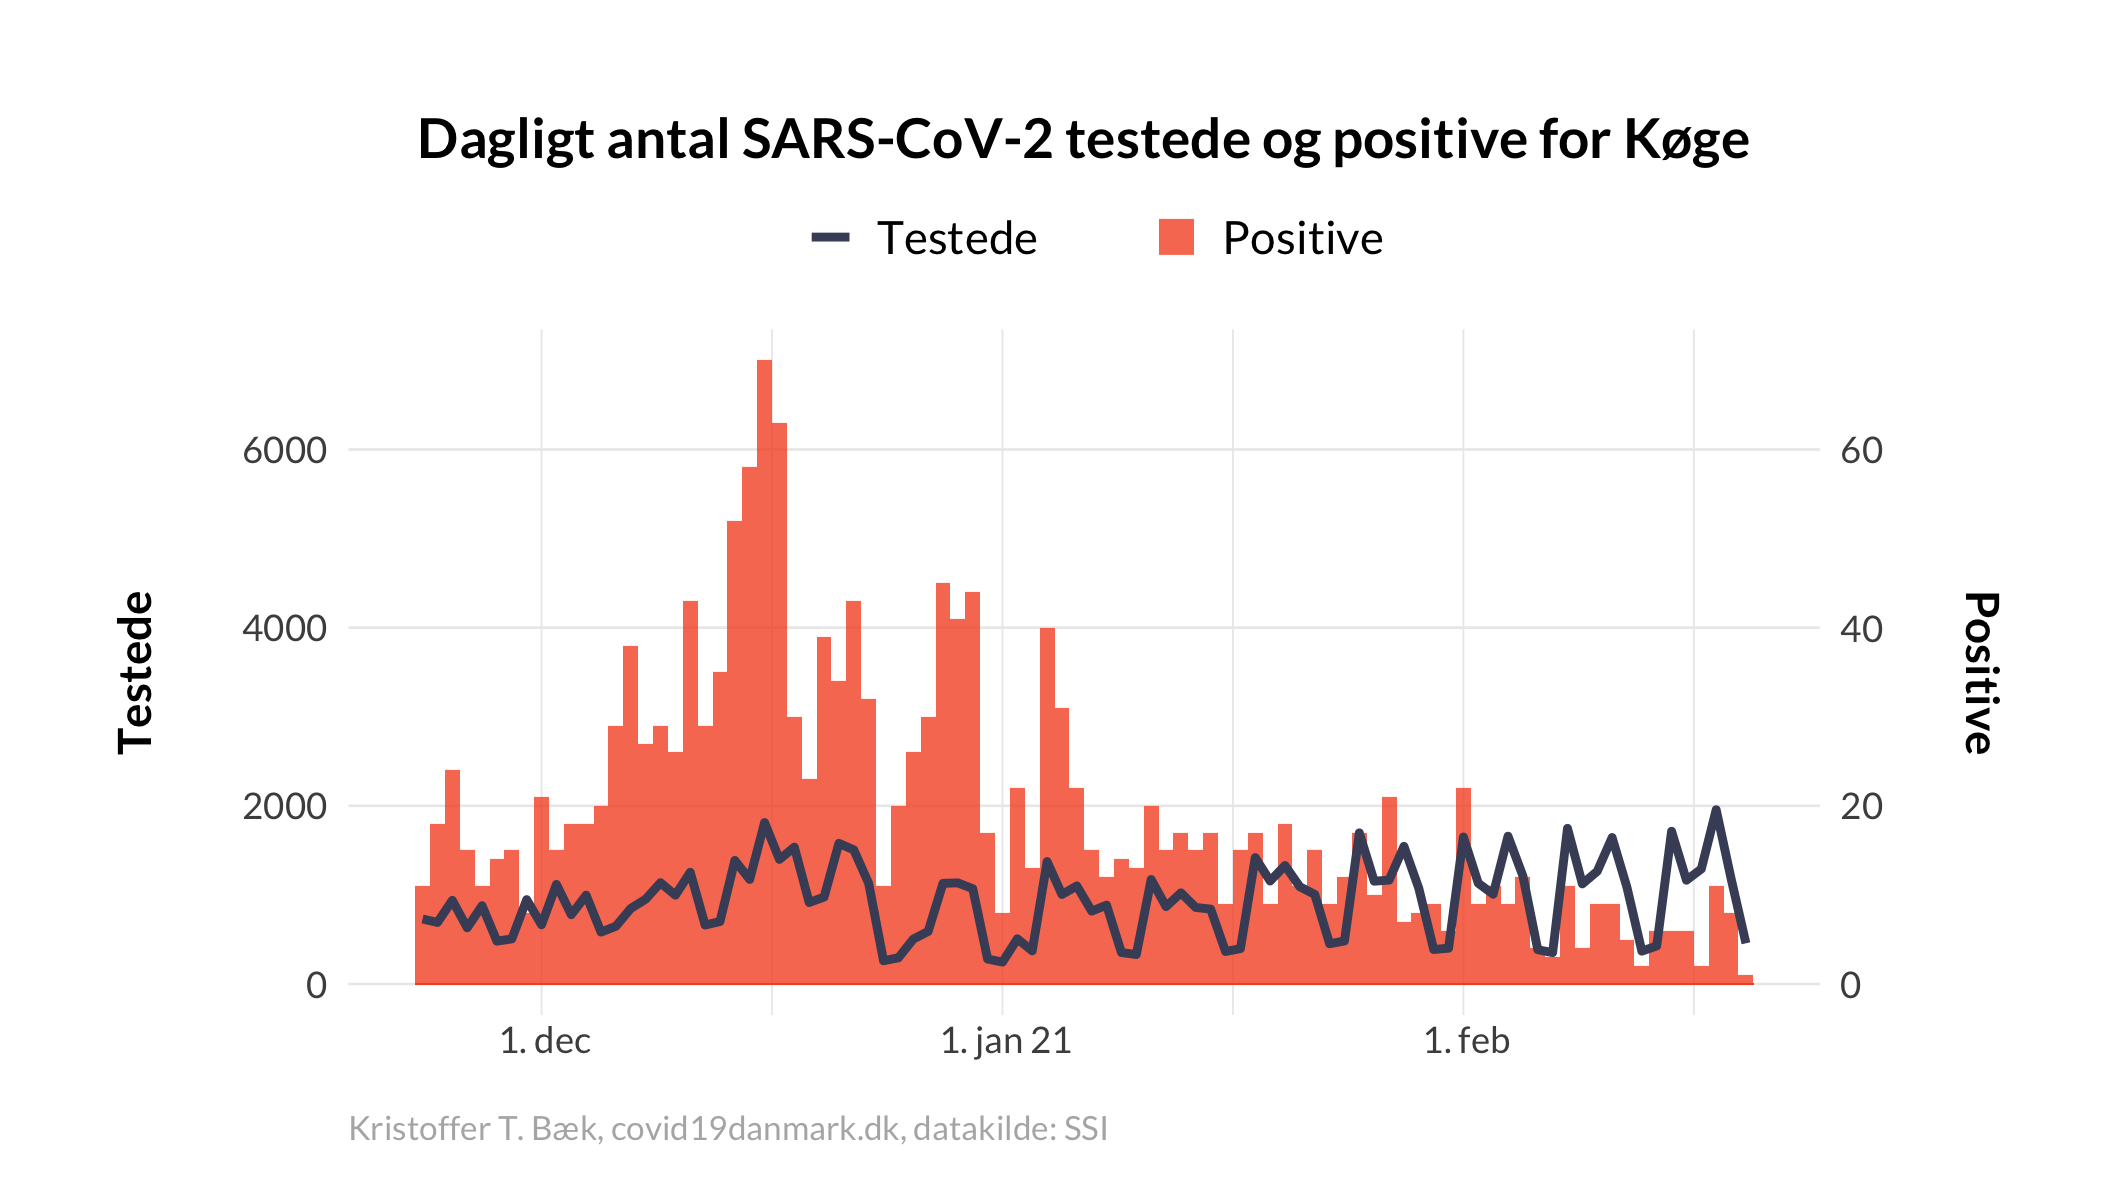 Dagligt antal SARS-CoV-2 testede og positive for Køge
Testede
Positive
6000
4000
2000
0
60
40
20
0
Testede
Positive
1. dec
1. jan 21
1. feb
Kristoffer T. Bæk, covid19danmark.dk, datakilde: SSI